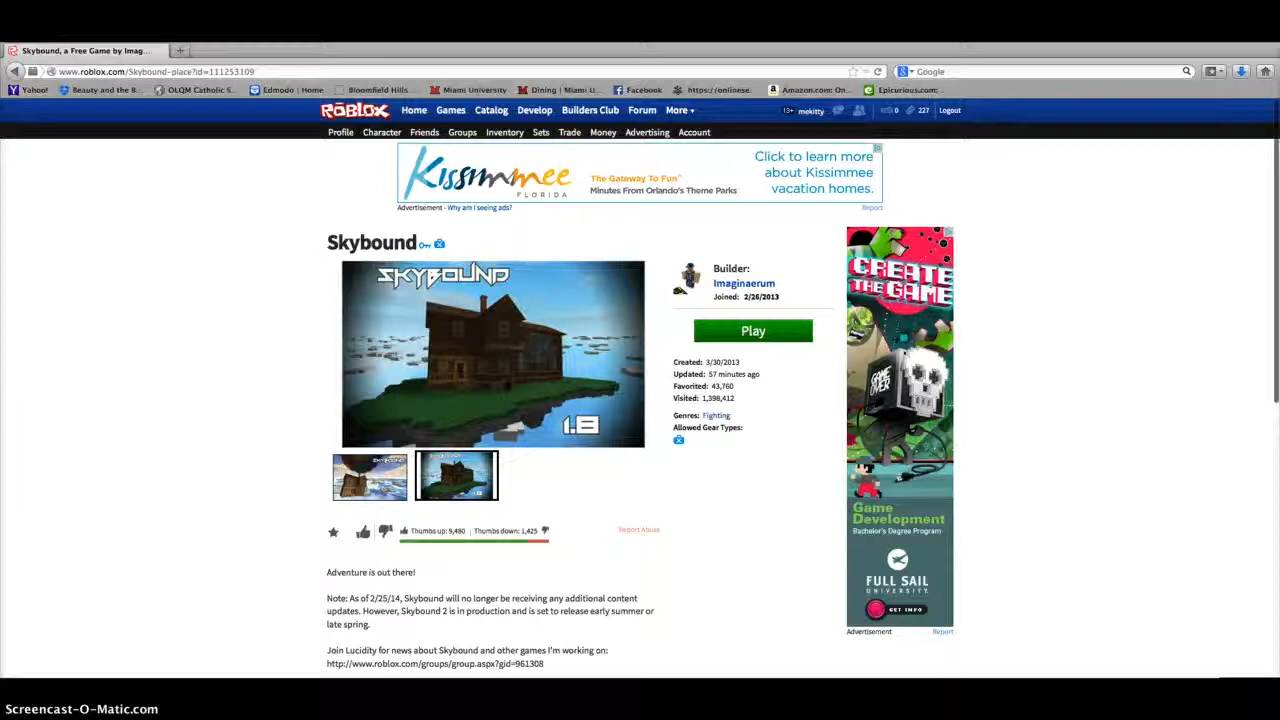 Skybound, a Free Game by Imag...
www.roblox.com/Skybound-place?id=111253109
Google
Yahoo!
Beauty and the B...
OLQM Catholic S...
Edmodo | Home
Bloomfield Hills...
Miami University
Dining | Miami U...
Facebook
https://onlinese...
Amazon.com: On...
Epicurious.com:...
ROBLOX
Home Games Catalog Develop Builders Club Forum More
13+ mekitty 0 227 Logout
Profile Character Friends Groups Inventory Sets Trade Money Advertising Account
Kissimmee
FLORIDA
The Gateway To Fun™
Minutes From Orlando's Theme Parks
Click to learn more
about Kissimmee
vacation homes.
Advertisement - Why am I seeing ads?
Report
Skybound
SKYBOUND
1.8
Builder:
Imaginaerum
Joined: 2/26/2013
Play
Created: 3/30/2013
Updated: 57 minutes ago
Favorited: 43,760
Visited: 1,398,412
Genres: Fighting
Allowed Gear Types:
CREATE
THE GAME
GAME
OVER
Game
Development
Bachelor's Degree Program
FULL SAIL
UNIVERSITY.
GET INFO
Advertisement
Report
Thumbs up: 9,480 | Thumbs down: 1,425
Report Abuse
Adventure is out there!
Note: As of 2/25/14, Skybound will no longer be receiving any additional content
updates. However, Skybound 2 is in production and is set to release early summer or
late spring.
Join Lucidity for news about Skybound and other games I'm working on:
http://www.roblox.com/groups/group.aspx?gid=961308
Screencast-O-Matic.com